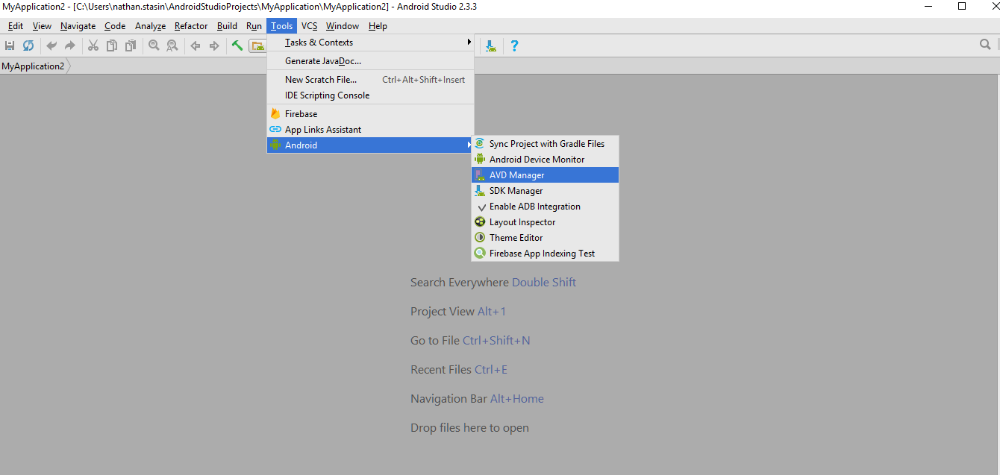 MyApplication2 - [C:\Users\nathan.stasin\AndroidStudioProjects\MyApplication\MyApplication2] - Android Studio 2.3.3
Edit View Navigate Code Analyze Refactor Build Run Tools VCS Window Help
MyApplication2
Tasks & Contexts
Generate JavaDoc...
New Scratch File... Ctrl+Alt+Shift+Insert
IDE Scripting Console
Firebase
App Links Assistant
Android
Sync Project with Gradle Files
Android Device Monitor
AVD Manager
SDK Manager
Enable ADB Integration
Layout Inspector
Theme Editor
Firebase App Indexing Test
Search Everywhere Double Shift
Project View Alt+1
Go to File Ctrl+Shift+N
Recent Files Ctrl+E
Navigation Bar Alt+Home
Drop files here to open